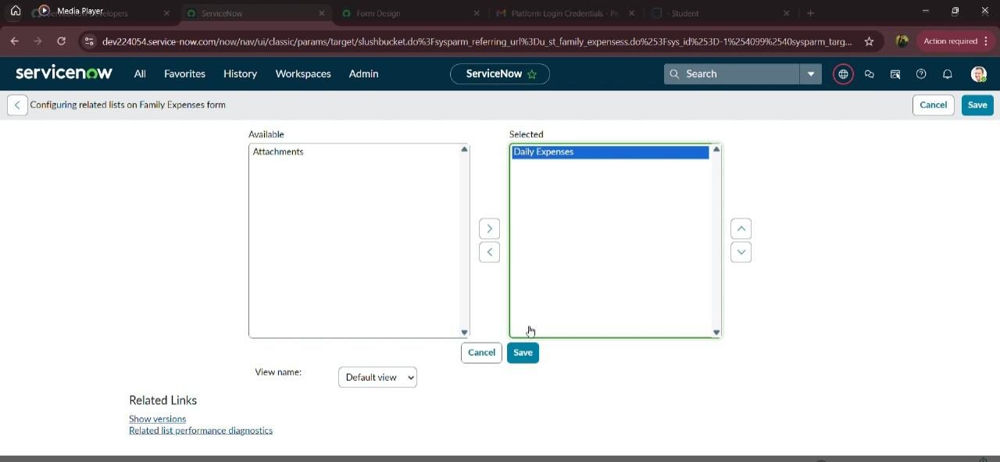 Media Player
ServiceNow Developers
ServiceNow
Form Design
Platform Login Credentials - Pr
- Student
dev224054.service-now.com/now/nav/ui/classic/params/target/slushbucket.do%3Fsysparm_referring_url%3Du_st_family_expensess.do%253Fsys_id%253D-1%254099%2540sysparm_targ...
Action required
servicenow
All
Favorites
History
Workspaces
Admin
ServiceNow
Search
Configuring related lists on Family Expenses form
Cancel
Save
Available
Selected
Attachments
Daily Expenses
Cancel
Save
View name:
Default view
Related Links
Show versions
Related list performance diagnostics